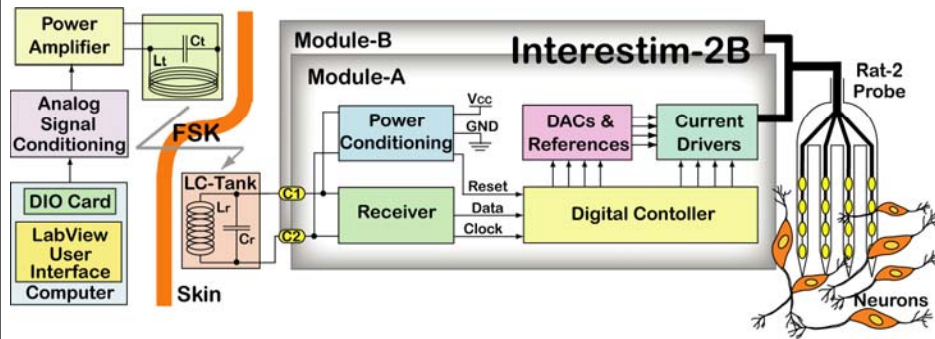 Power
Amplifier
Ct
Lt
Analog
Signal
Conditioning
FSK
DIO Card
LabView
User
Interface
Computer
Skin
LC-Tank
Lr
Cr
C1
C2
Module-B
Interestim-2B
Module-A
Power
Conditioning
Vcc
GND
Receiver
Reset
Data
Clock
DACs &
References
Current
Drivers
Digital Contoller
Rat-2
Probe
Neurons